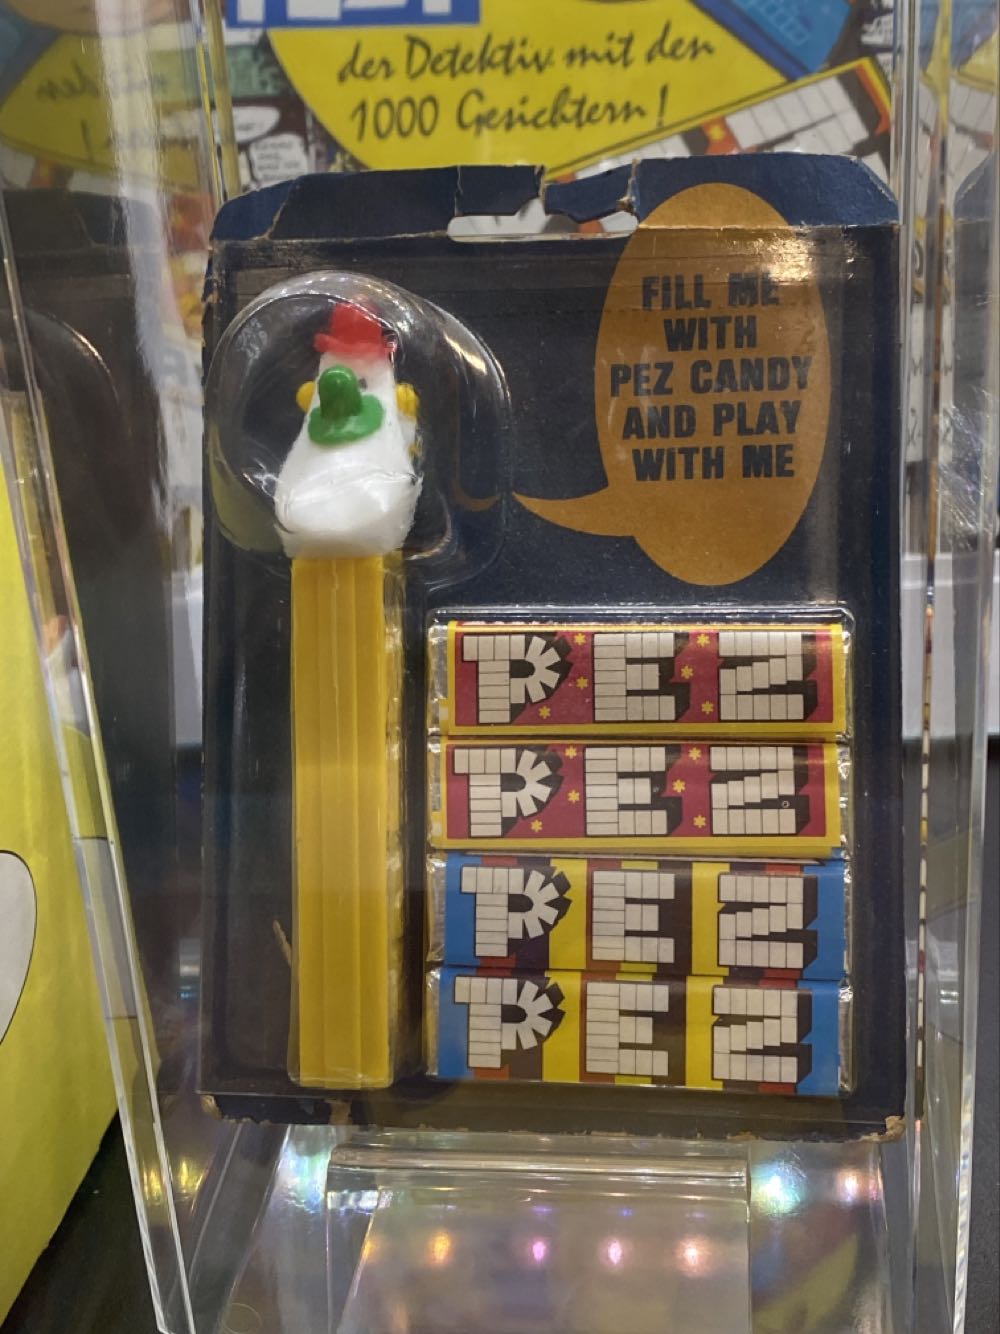 der Detektiv mit den
1000 Gesichtern!
FILL ME
WITH
PEZ CANDY
AND PLAY
WITH ME
PEZ
PEZ
PEZ
PEZ